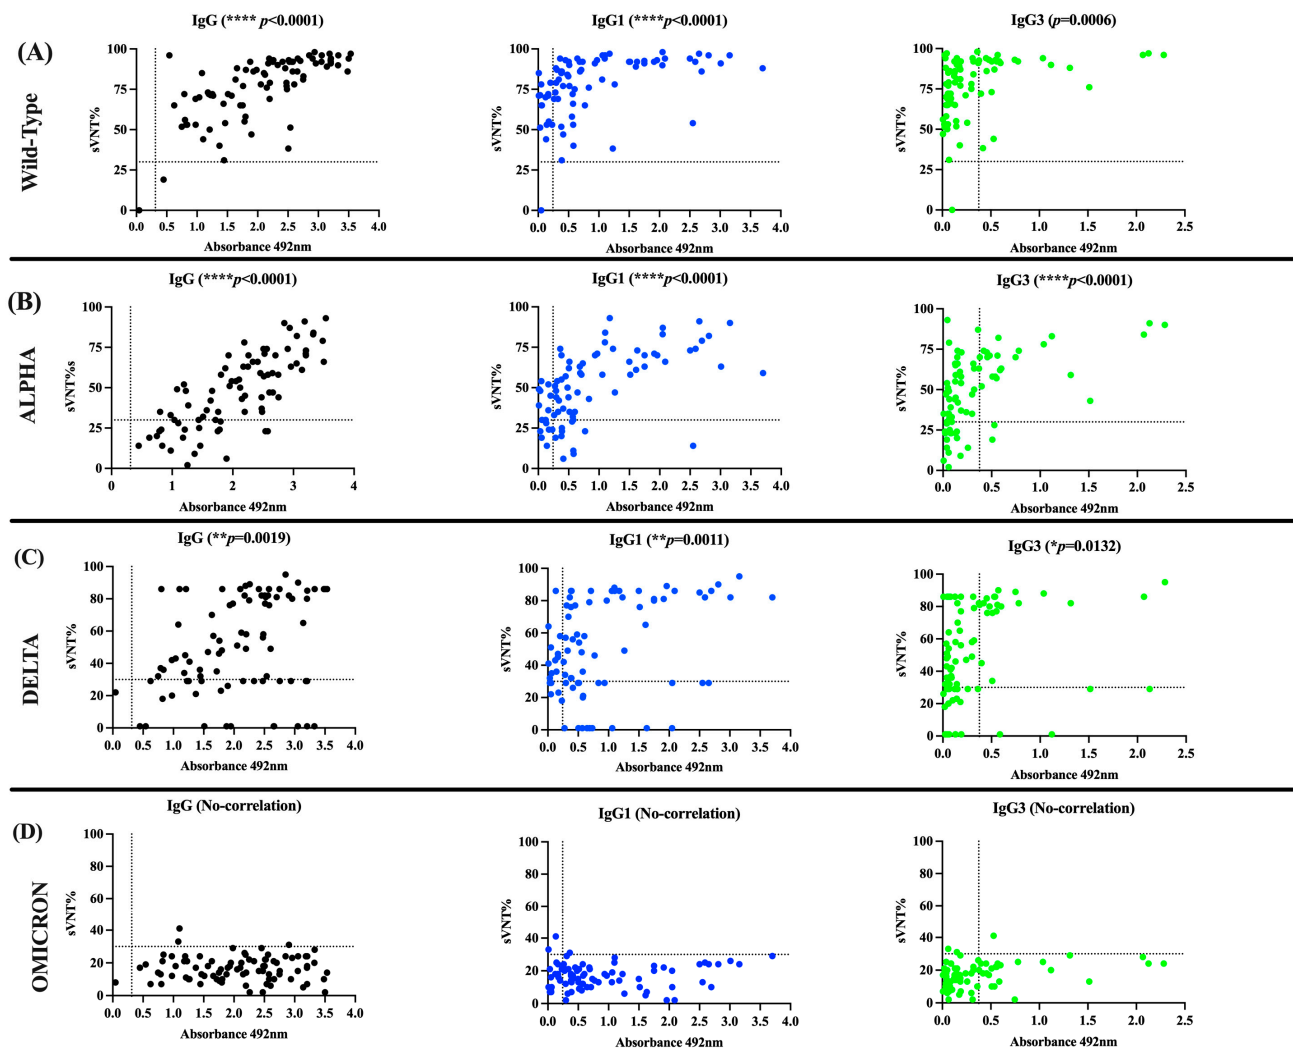 IgG (**** p<0.0001)
IgG1 (****p<0.0001)
IgG3 (p=0.0006)
(A)
Wild-Type
sVNT%
100
75
50
25
0
0.0 0.5 1.0 1.5 2.0 2.5 3.0 3.5 4.0
Absorbance 492nm
sVNT%
100
75
50
25
0
0.0 0.5 1.0 1.5 2.0 2.5 3.0 3.5 4.0
Absorbance 492nm
sVNT%
100
75
50
25
0
0.0 0.5 1.0 1.5 2.0 2.5
Absorbance 492nm
IgG (****p<0.0001)
IgG1 (****p<0.0001)
IgG3 (****p<0.0001)
(B)
ALPHA
sVNT%s
100
75
50
25
0
0 1 2 3 4
Absorbance 492nm
sVNT%
100
75
50
25
0
0.0 0.5 1.0 1.5 2.0 2.5 3.0 3.5 4.0
Absorbance 492nm
sVNT%
100
75
50
25
0
0.0 0.5 1.0 1.5 2.0 2.5
Absorbance 492nm
IgG (**p=0.0019)
IgG1 (**p=0.0011)
IgG3 (*p=0.0132)
(C)
DELTA
sVNT%
100
80
60
40
20
0
0.0 0.5 1.0 1.5 2.0 2.5 3.0 3.5 4.0
Absorbance 492nm
sVNT%
100
80
60
40
20
0
0.0 0.5 1.0 1.5 2.0 2.5 3.0 3.5 4.0
Absorbance 492nm
sVNT%
100
80
60
40
20
0
0.0 0.5 1.0 1.5 2.0 2.5
Absorbance 492nm
IgG (No-correlation)
IgG1 (No-correlation)
IgG3 (No-correlation)
(D)
OMICRON
sVNT%
100
80
60
40
20
0
0.0 0.5 1.0 1.5 2.0 2.5 3.0 3.5 4.0
Absorbance 492nm
sVNT%
100
80
60
40
20
0
0.0 0.5 1.0 1.5 2.0 2.5 3.0 3.5 4.0
Absorbance 492nm
sVNT%
100
80
60
40
20
0
0.0 0.5 1.0 1.5 2.0 2.5
Absorbance 492nm